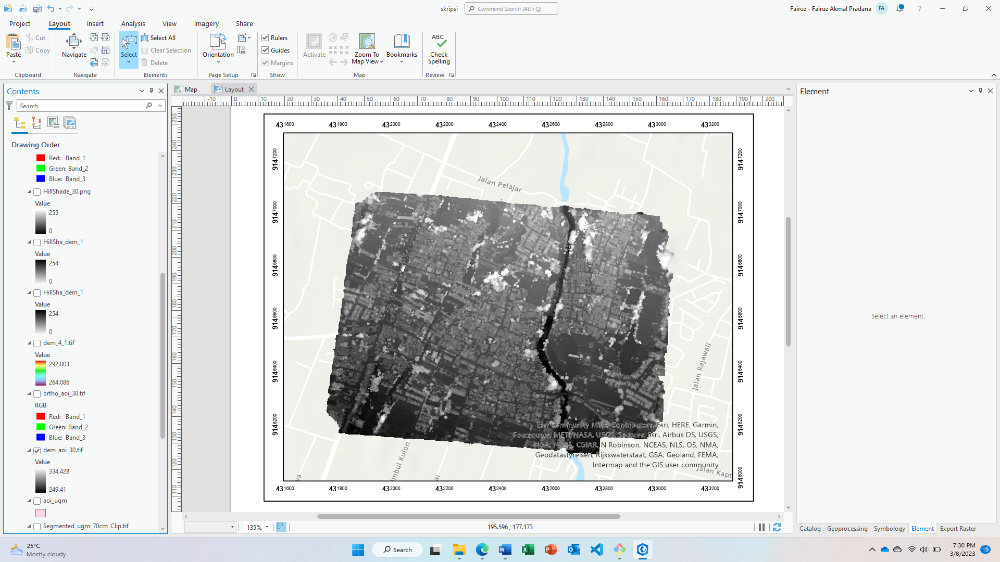 skripsi
Command Search (Alt+Q)
Fairuz - Fairuz Akmal Pradana
FA
?
Project
Layout
Insert
Analysis
View
Imagery
Share
Paste
Cut
Copy
Clipboard
Navigate
Navigate
Select
Select All
Clear Selection
Delete
Elements
Orientation
Page Setup
Rulers
Guides
Margins
Show
Activate
Zoom To
Map View
Bookmarks
Map
ABC
Check
Spelling
Review
Contents
Search
Drawing Order
Red: Band_1
Green: Band_2
Blue: Band_3
HillShade_30.png
Value
255
0
HillSha_dem_1
Value
254
0
HillSha_dem_1
Value
254
0
dem_4_1.tif
Value
292.003
264.086
ortho_aoi_30.tif
RGB
Red: Band_1
Green: Band_2
Blue: Band_3
dem_aoi_30.tif
Value
334.428
249.41
aoi_ugm
Segmented_ugm_70cm_Clip.tif
Map
Layout
-10 0 10 20 30 40 50 60 70 80 90 100 110 120 130 140 150 160 170 180 190 200
250
240
230
220
210
200
190
180
170
160
150
140
130
120
110
431600 431800 432000 432200 432400 432600 432800 433000 433200
9147200 9147200
9147000 9147000
9146800 9146800
9146600 9146600
9146400 9146400
9146200 9146200
9146000
Jalan Pelajar
Jalan Rajawali
mbul Kulon
Jalan Kapt
Esri Community Maps Contributors, Esri, HERE, Garmin,
Foursquare, METI/NASA, USGS, Sources: Esri, Airbus DS, USGS,
NGA, NASA, CGIAR, N Robinson, NCEAS, NLS, OS, NMA,
Geodatastyrelsen, Rijkswaterstaat, GSA, Geoland, FEMA,
Intermap and the GIS user community
431600 431800 432000 432200 432400 432600 432800 433000 433200
135%
195.596 , 177.173
Element
Select an element.
Catalog
Geoprocessing
Symbology
Element
Export Raster
25°C
Mostly cloudy
Search
7:30 PM
3/8/2023
19